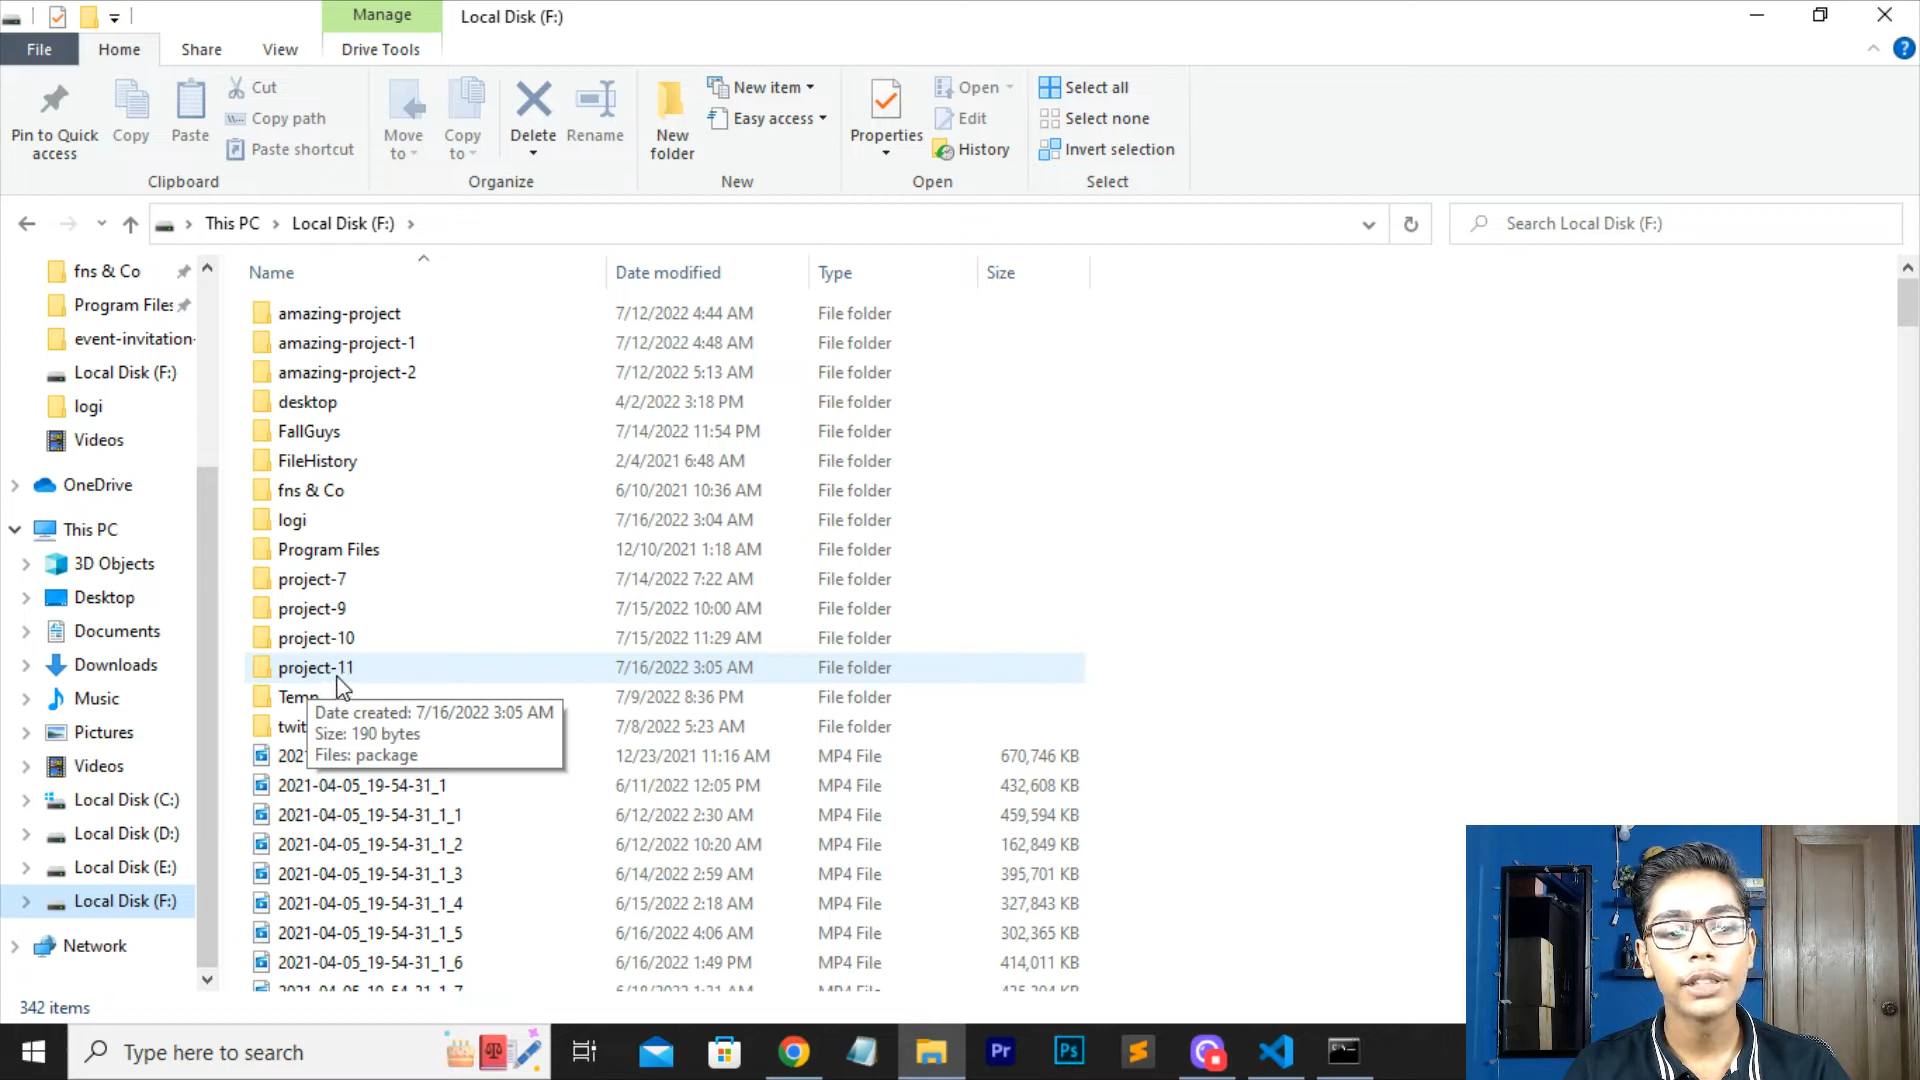 Manage
Local Disk (F:)
File
Home
Share
View
Drive Tools
Pin to Quick
access
Copy
Paste
Cut
Copy path
Paste shortcut
Clipboard
Move
to
Copy
to
Delete
Rename
Organize
New
folder
New item
Easy access
New
Properties
Open
Edit
History
Open
Select all
Select none
Invert selection
Select
This PC
Local Disk (F:)
Search Local Disk (F:)
fns & Co
Program Files
event-invitation-
Local Disk (F:)
logi
Videos
OneDrive
This PC
3D Objects
Desktop
Documents
Downloads
Music
Pictures
Videos
Local Disk (C:)
Local Disk (D:)
Local Disk (E:)
Local Disk (F:)
Network
Name Date modified Type Size
amazing-project 7/12/2022 4:44 AM File folder
amazing-project-1 7/12/2022 4:48 AM File folder
amazing-project-2 7/12/2022 5:13 AM File folder
desktop 4/2/2022 3:18 PM File folder
FallGuys 7/14/2022 11:54 PM File folder
FileHistory 2/4/2021 6:48 AM File folder
fns & Co 6/10/2021 10:36 AM File folder
logi 7/16/2022 3:04 AM File folder
Program Files 12/10/2021 1:18 AM File folder
project-7 7/14/2022 7:22 AM File folder
project-9 7/15/2022 10:00 AM File folder
project-10 7/15/2022 11:29 AM File folder
project-11 7/16/2022 3:05 AM File folder
Temp 7/9/2022 8:36 PM File folder
twit 7/8/2022 5:23 AM File folder
Date created: 7/16/2022 3:05 AM
Size: 190 bytes
Files: package
202 12/23/2021 11:16 AM MP4 File 670,746 KB
2021-04-05_19-54-31_1 6/11/2022 12:05 PM MP4 File 432,608 KB
2021-04-05_19-54-31_1_1 6/12/2022 2:30 AM MP4 File 459,594 KB
2021-04-05_19-54-31_1_2 6/12/2022 10:20 AM MP4 File 162,849 KB
2021-04-05_19-54-31_1_3 6/14/2022 2:59 AM MP4 File 395,701 KB
2021-04-05_19-54-31_1_4 6/15/2022 2:18 AM MP4 File 327,843 KB
2021-04-05_19-54-31_1_5 6/16/2022 4:06 AM MP4 File 302,365 KB
2021-04-05_19-54-31_1_6 6/16/2022 1:49 PM MP4 File 414,011 KB
342 items
Type here to search
Pr
Ps